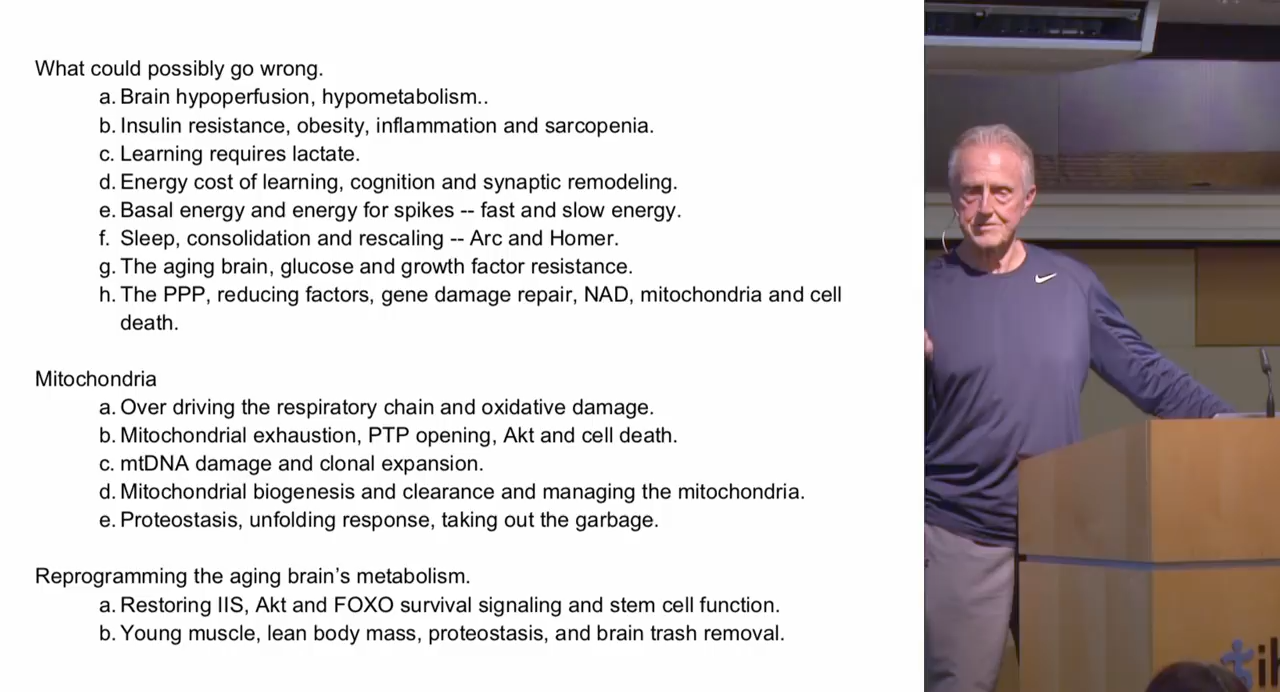 What could possibly go wrong.
a. Brain hypoperfusion, hypometabolism..
b. Insulin resistance, obesity, inflammation and sarcopenia.
c. Learning requires lactate.
d. Energy cost of learning, cognition and synaptic remodeling.
e. Basal energy and energy for spikes -- fast and slow energy.
f. Sleep, consolidation and rescaling -- Arc and Homer.
g. The aging brain, glucose and growth factor resistance.
h. The PPP, reducing factors, gene damage repair, NAD, mitochondria and cell
death.
Mitochondria
a. Over driving the respiratory chain and oxidative damage.
b. Mitochondrial exhaustion, PTP opening, Akt and cell death.
c. mtDNA damage and clonal expansion.
d. Mitochondrial biogenesis and clearance and managing the mitochondria.
e. Proteostasis, unfolding response, taking out the garbage.
Reprogramming the aging brain’s metabolism.
a. Restoring IIS, Akt and FOXO survival signaling and stem cell function.
b. Young muscle, lean body mass, proteostasis, and brain trash removal.